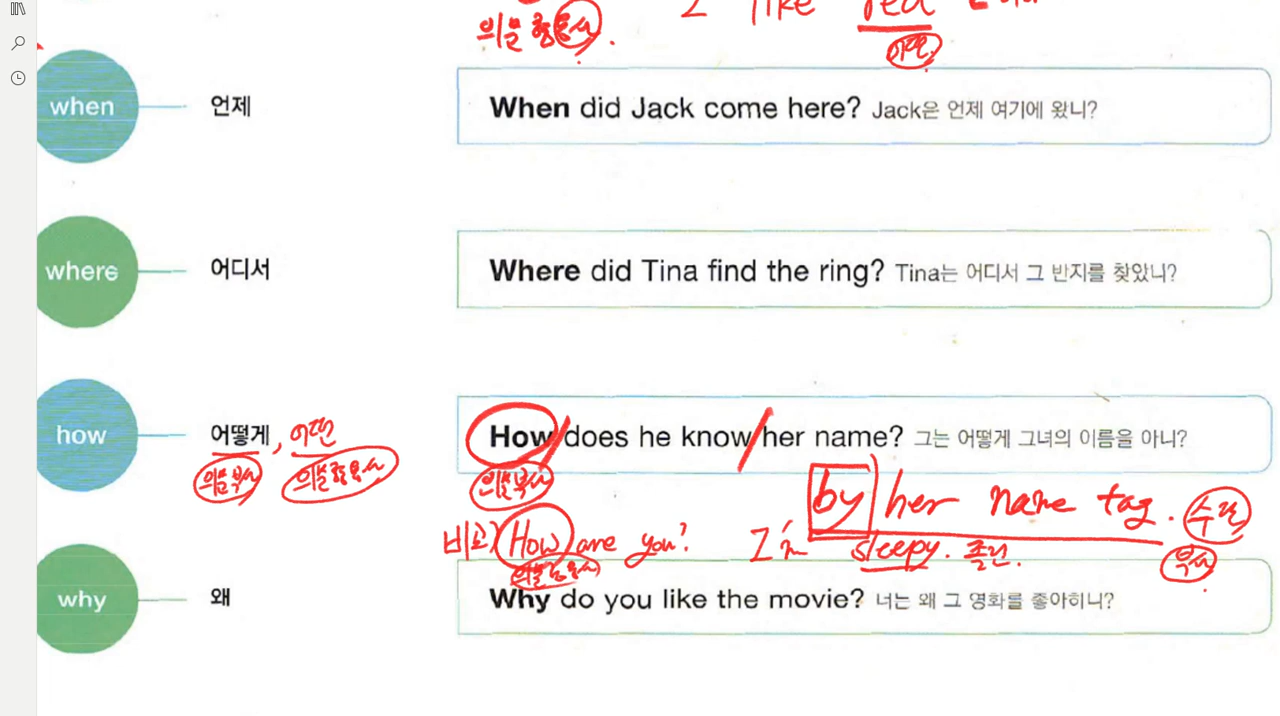 의문형용사. I like red
어떤.
when 언제 When did Jack come here? Jack은 언제 여기에 왔니?
where 어디서 Where did Tina find the ring? Tina는 어디서 그 반지를 찾았니?
how 어떻게, 어떤 How does he know her name? 그는 어떻게 그녀의 이름을 아니?
의문부사 의문형용사 의문부사 by her name tag. 수단
비교) How are you? I'm sleepy. 졸린. 부사
의문형용사
why 왜 Why do you like the movie? 너는 왜 그 영화를 좋아하니?